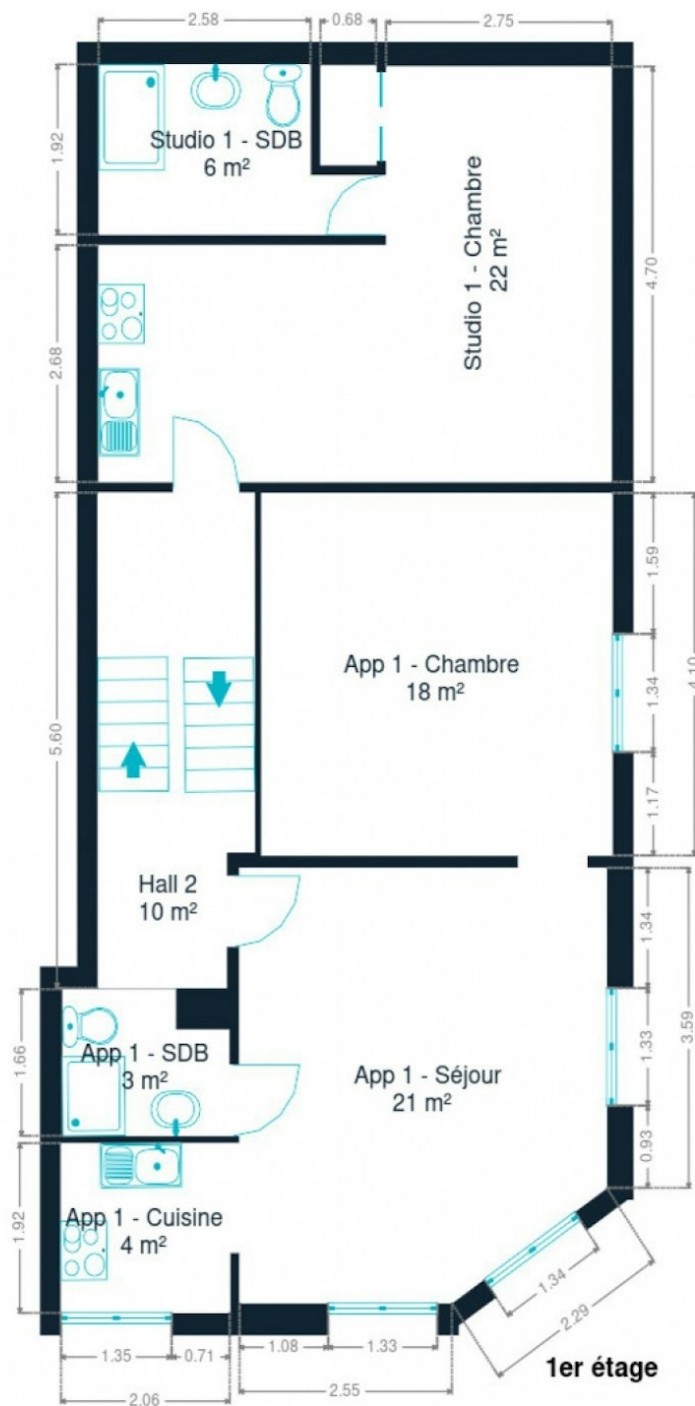 2.58
0.68
2.75
1.92
Studio 1 - SDB
6 m²
Studio 1 - Chambre
22 m²
4.70
2.68
5.60
1.59
App 1 - Chambre
18 m²
1.34
4.10
1.17
Hall 2
10 m²
1.34
3.59
1.33
1.66
App 1 - SDB
3 m²
App 1 - Séjour
21 m²
0.93
1.92
App 1 - Cuisine
4 m²
1.34
2.29
1.35
0.71
1.08
1.33
2.06
2.55
1er étage